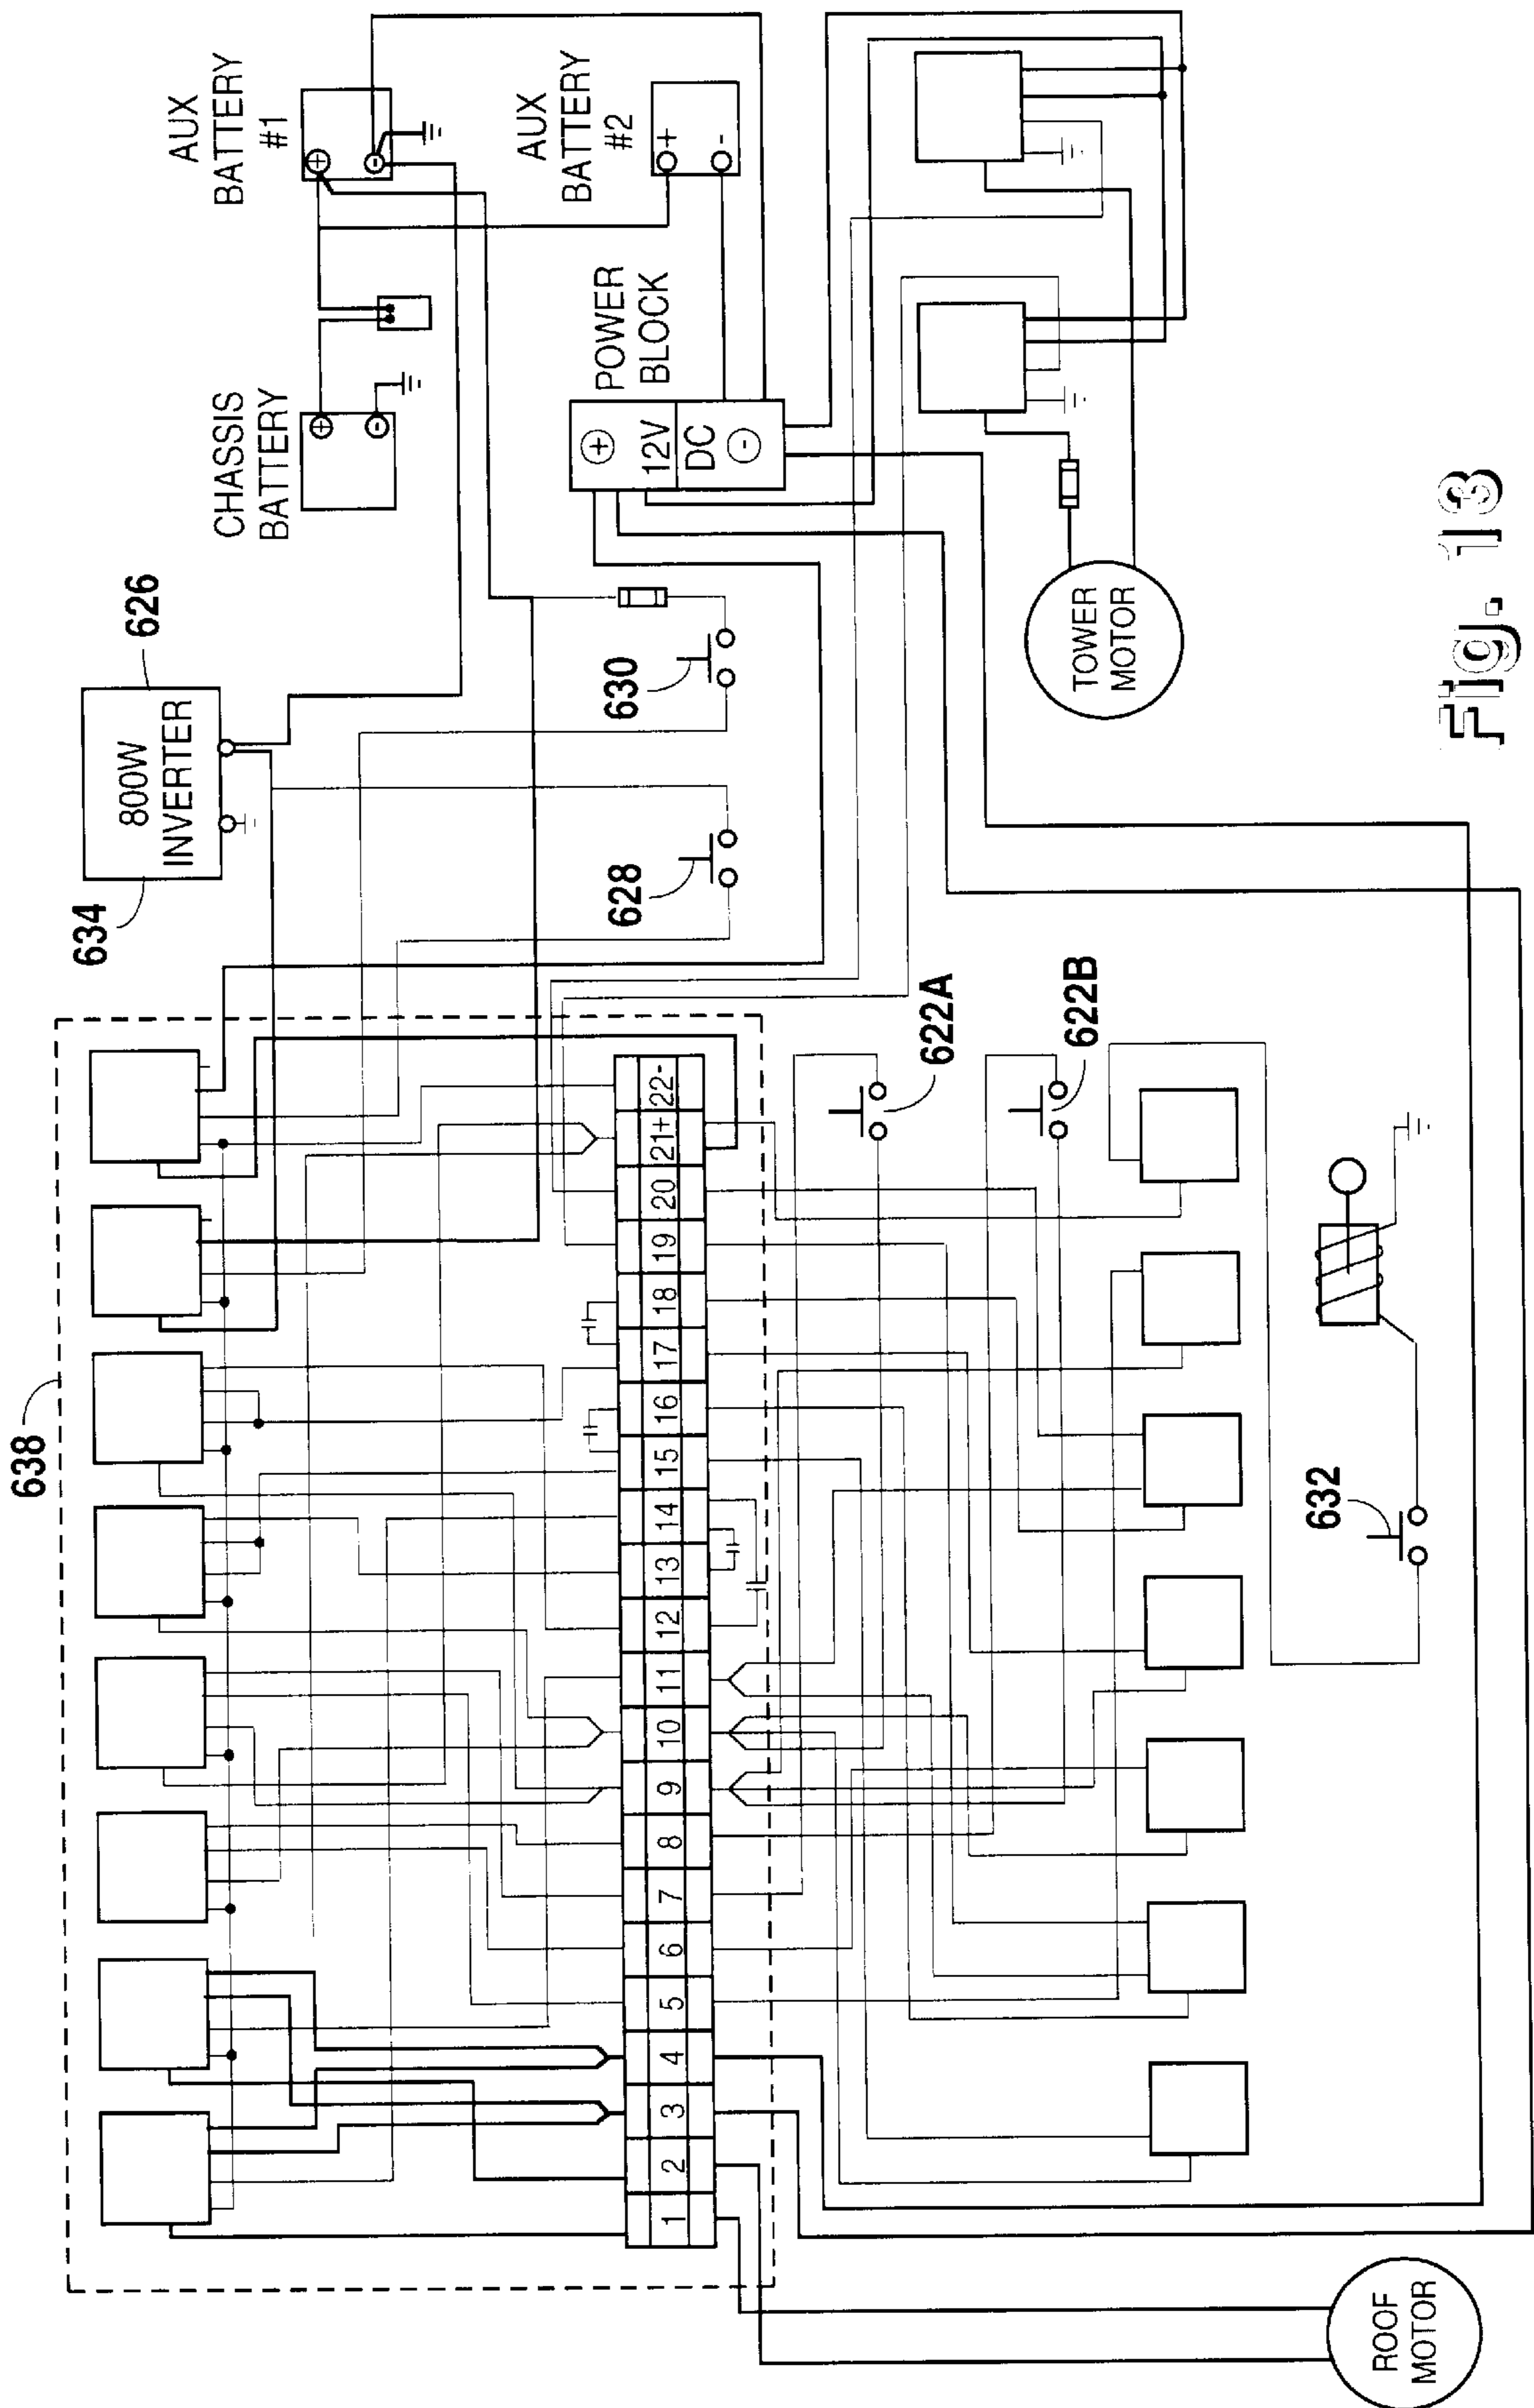 638
634
800W
INVERTER
626
AUX
BATTERY
#1
⊕
⊖
CHASSIS
BATTERY
⊕
⊖
AUX
BATTERY
#2
+
-
POWER
BLOCK
⊕
12V
DC
⊖
628
630
1
2
3
4
5
6
7
8
9
10
11
12
13
14
15
16
17
18
19
20
21+
22-
622A
622B
632
ROOF
MOTOR
TOWER
MOTOR
Fig. 13